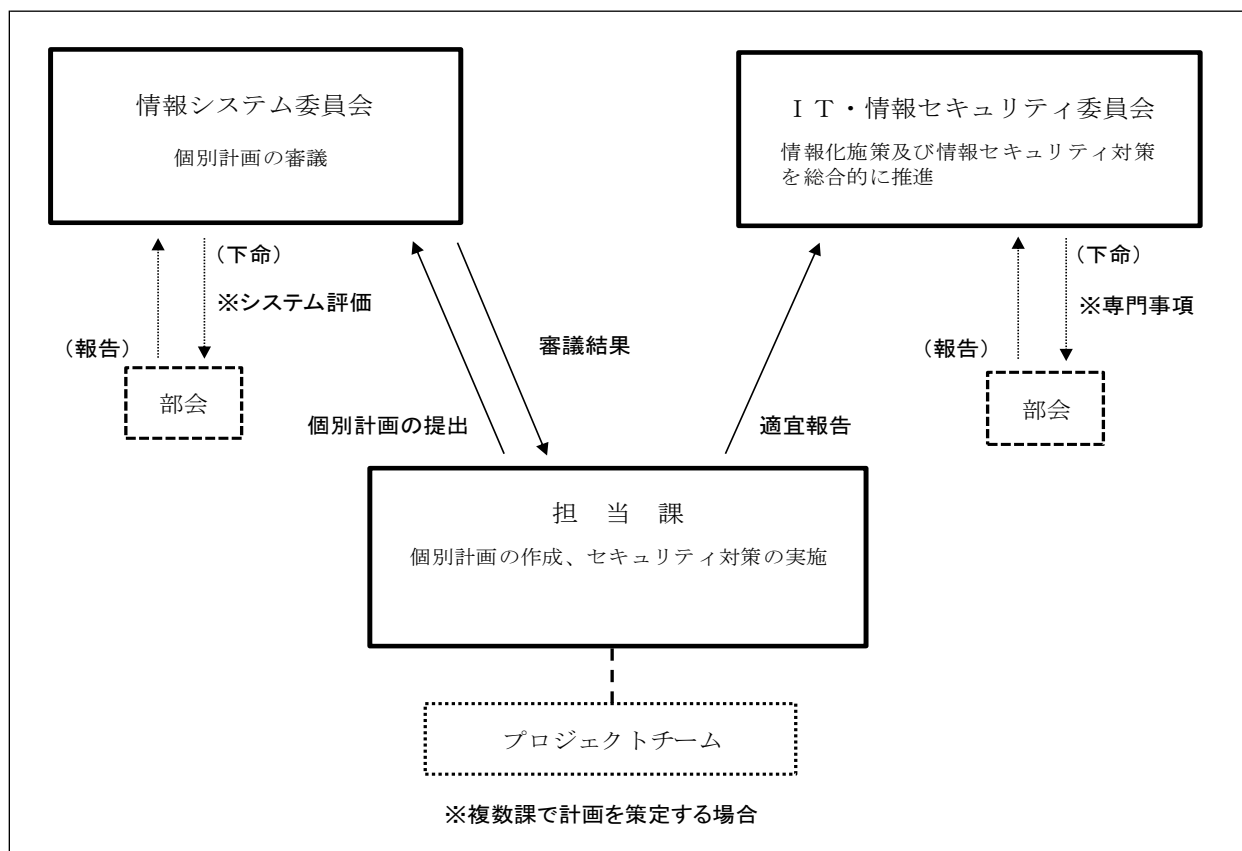 情報システム委員会
個別計画の審議
ＩＴ・情報セキュリティ委員会
情報化施策及び情報セキュリティ対策
を総合的に推進
（下命）
※システム評価
（報告）
部会
審議結果
個別計画の提出
適宜報告
（下命）
※専門事項
（報告）
部会
担　当　課
個別計画の作成、セキュリティ対策の実施
プロジェクトチーム
※複数課で計画を策定する場合